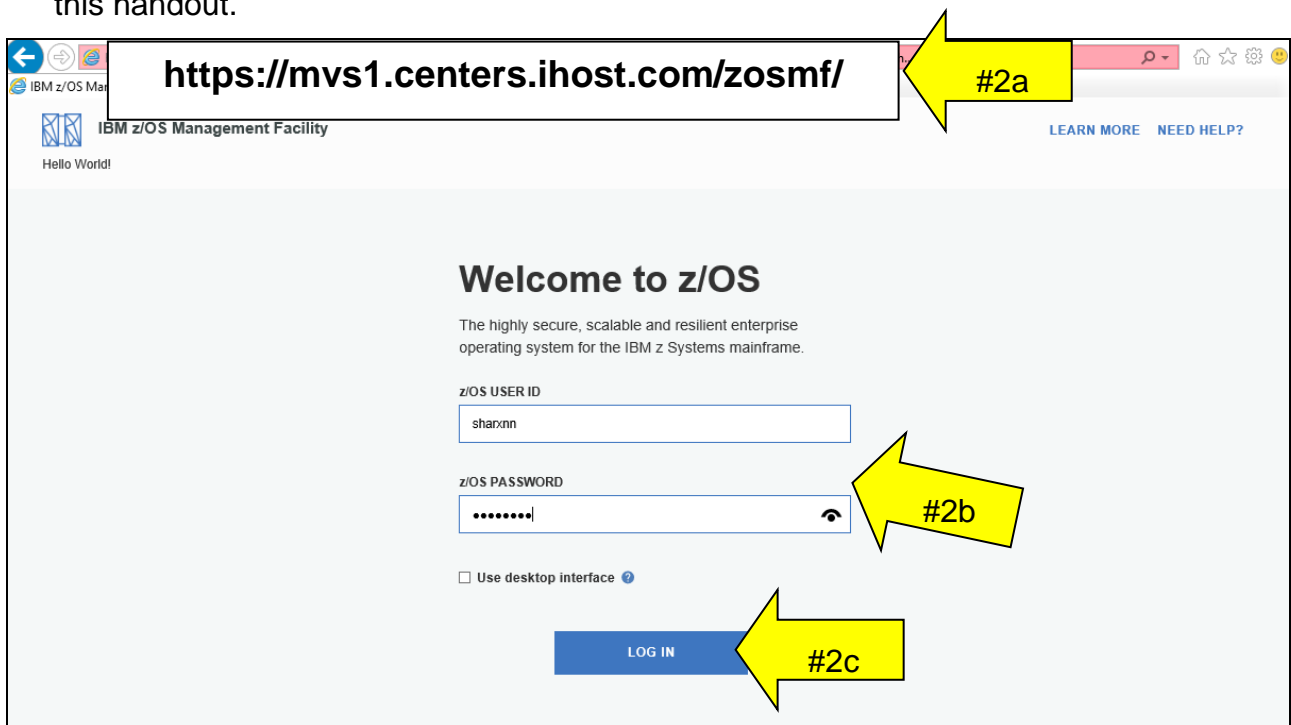 this handout.
https://mvs1.centers.ihost.com/zosmf/
#2a
IBM z/OS Mar
IBM z/OS Management Facility
LEARN MORE NEED HELP?
Hello World!
Welcome to z/OS
The highly secure, scalable and resilient enterprise
operating system for the IBM z Systems mainframe.
z/OS USER ID
sharxnn
z/OS PASSWORD
••••••••
#2b
Use desktop interface ?
LOG IN
#2c